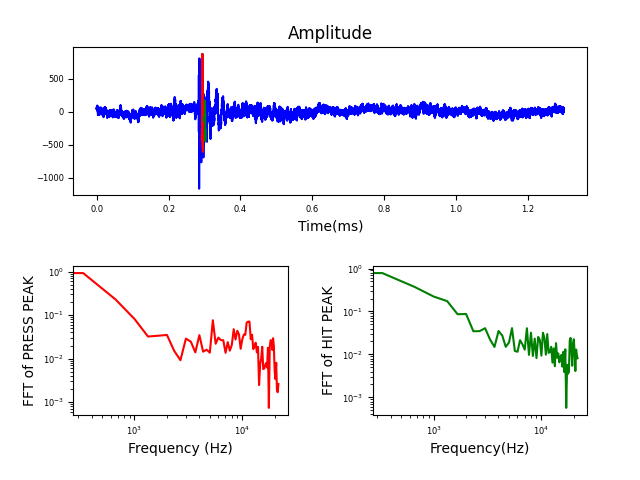 Amplitude
500
0
−500
−1000
0.0 0.2 0.4 0.6 0.8 1.0 1.2
Time(ms)
FFT of PRESS PEAK
10⁰
10⁻¹
10⁻²
10⁻³
10³ 10⁴
Frequency (Hz)
FFT of HIT PEAK
10⁰
10⁻¹
10⁻²
10⁻³
10³ 10⁴
Frequency(Hz)